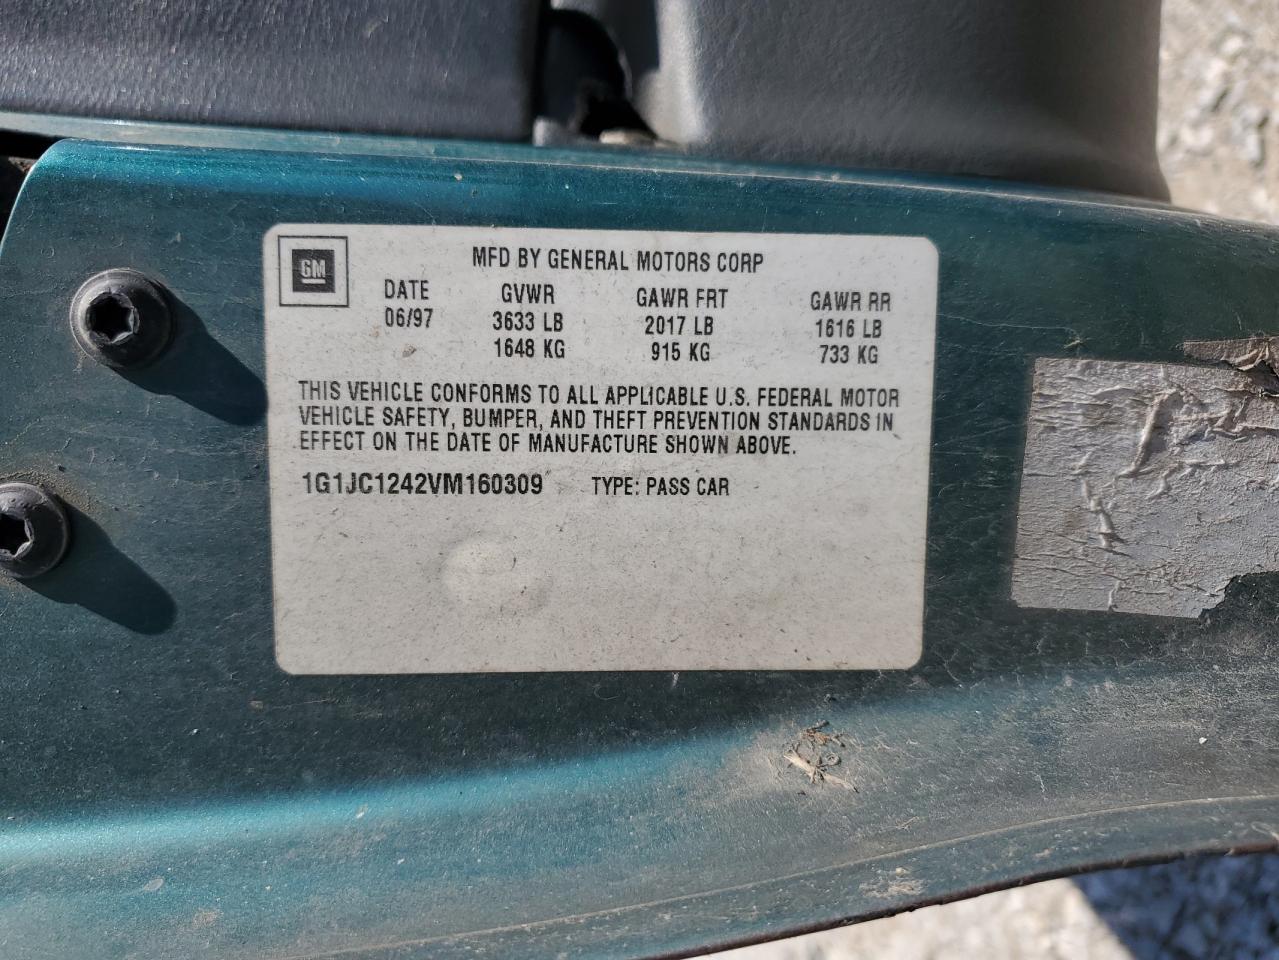 GM
MFD BY GENERAL MOTORS CORP
DATE GVWR GAWR FRT GAWR RR
06/97 3633 LB 2017 LB 1616 LB
1648 KG 915 KG 733 KG
THIS VEHICLE CONFORMS TO ALL APPLICABLE U.S. FEDERAL MOTOR
VEHICLE SAFETY, BUMPER, AND THEFT PREVENTION STANDARDS IN
EFFECT ON THE DATE OF MANUFACTURE SHOWN ABOVE.
1G1JC1242VM160309 TYPE: PASS CAR